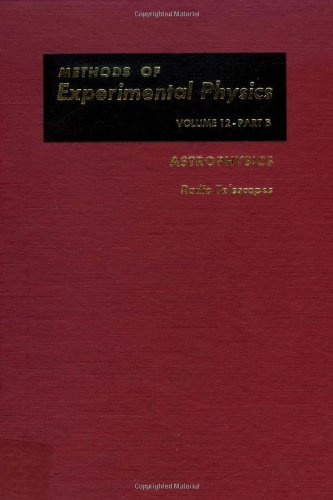 METHODS OF
Experimental Physics
VOLUME 12-PART B
ASTROPHYSICS
Radio Telescopes